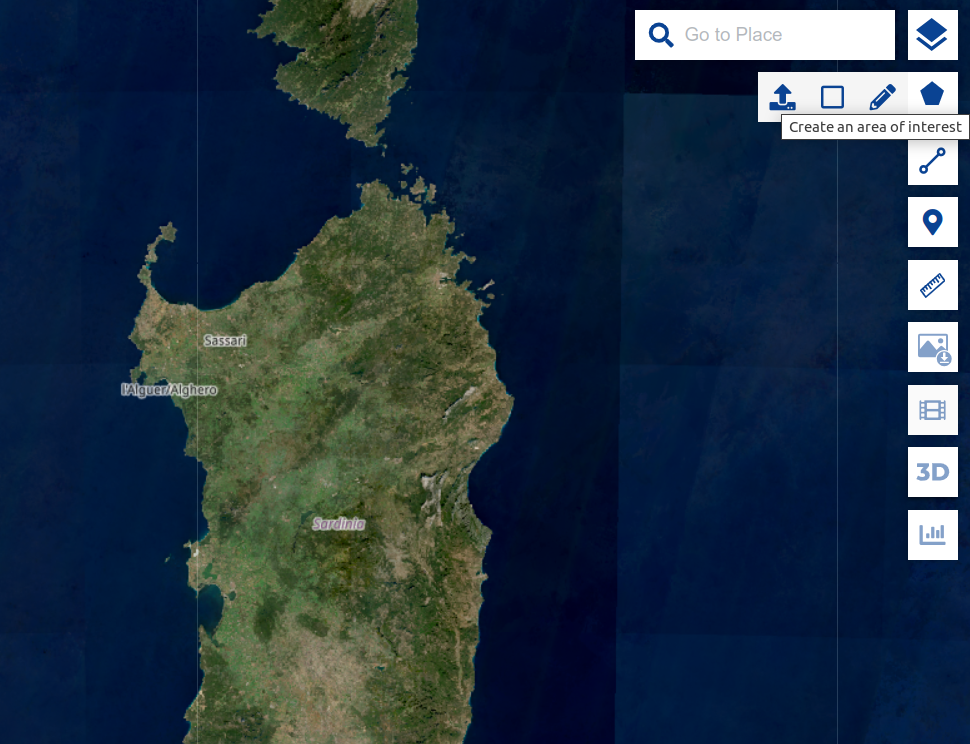 Go to Place
Create an area of interest
3D
Sassari
l'Alguer/Alghero
Sardinia